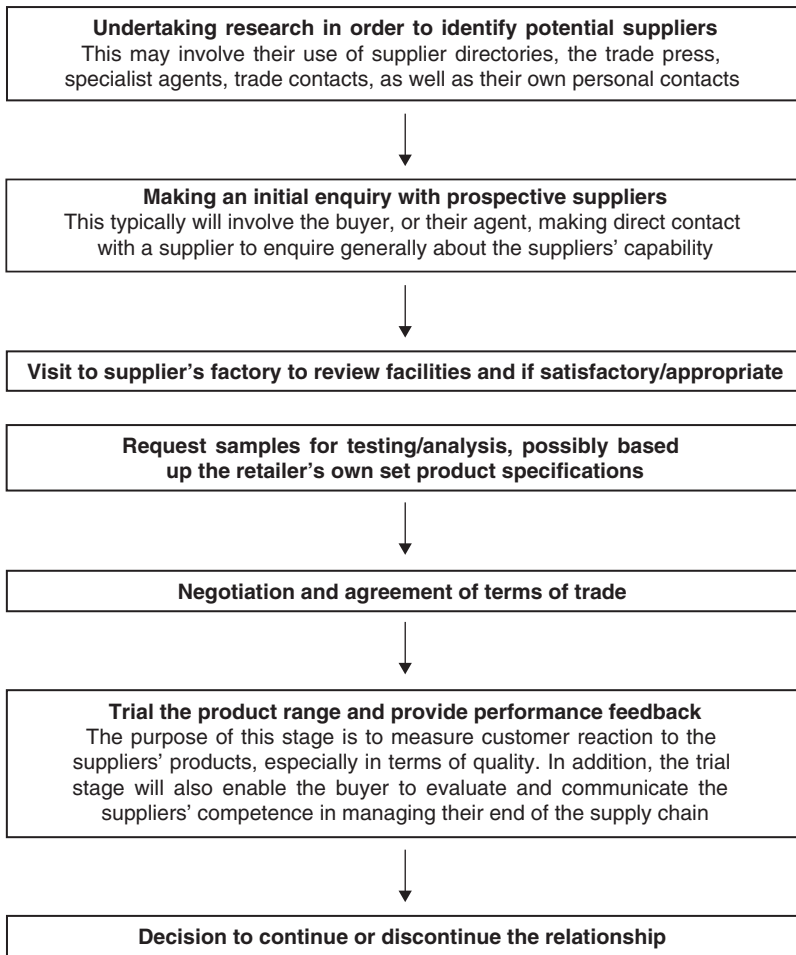 Undertaking research in order to identify potential suppliers
This may involve their use of supplier directories, the trade press,
specialist agents, trade contacts, as well as their own personal contacts
Making an initial enquiry with prospective suppliers
This typically will involve the buyer, or their agent, making direct contact
with a supplier to enquire generally about the suppliers’ capability
Visit to supplier’s factory to review facilities and if satisfactory/appropriate
Request samples for testing/analysis, possibly based
up the retailer’s own set product specifications
Negotiation and agreement of terms of trade
Trial the product range and provide performance feedback
The purpose of this stage is to measure customer reaction to the
suppliers’ products, especially in terms of quality. In addition, the trial
stage will also enable the buyer to evaluate and communicate the
suppliers’ competence in managing their end of the supply chain
Decision to continue or discontinue the relationship